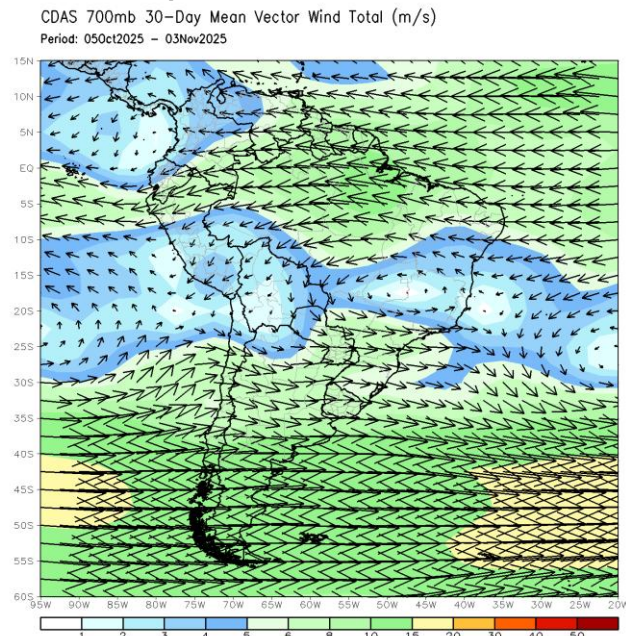 CDAS 700mb 30-Day Mean Vector Wind Total (m/s)
Period: 05Oct2025 - 03Nov2025
15N
10N
5N
EQ
5S
10S
15S
20S
25S
30S
35S
40S
45S
50S
55S
60S
95W 90W 85W 80W 75W 70W 65W 60W 55W 50W 45W 40W 35W 30W 25W 20W
1 2 3 4 5 6 8 10 15 20 30 40 50